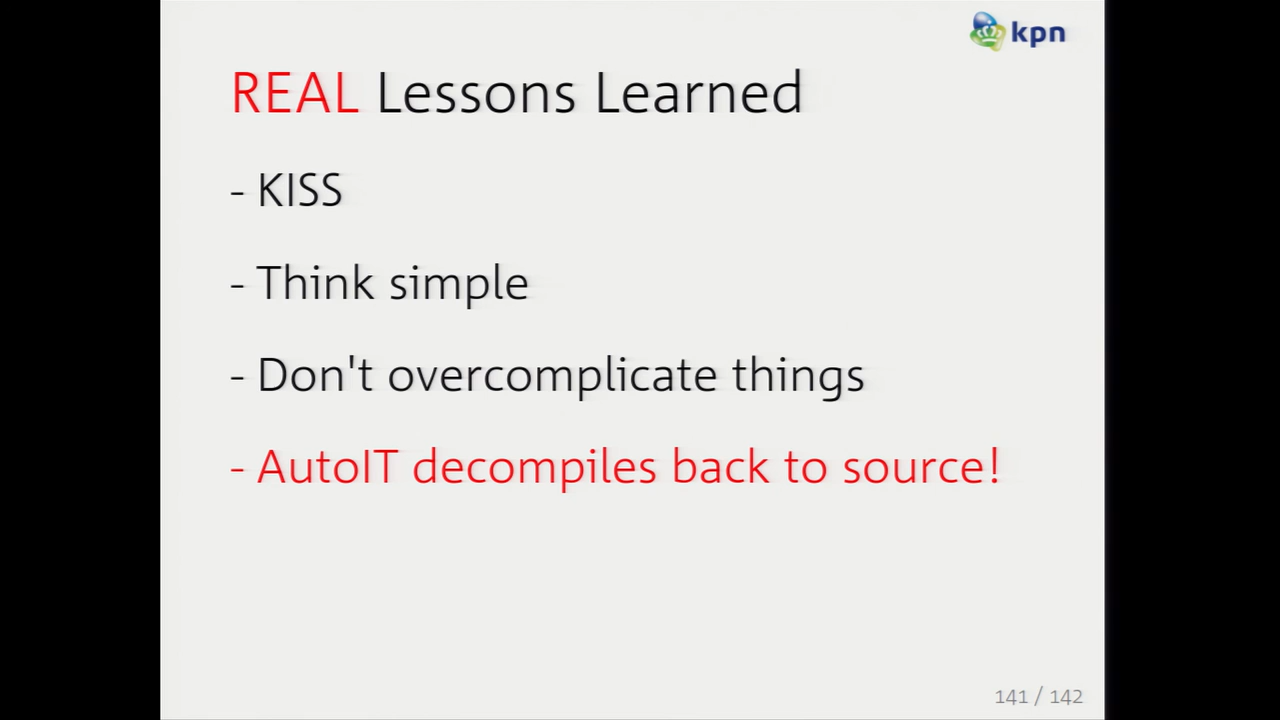 kpn
REAL Lessons Learned
- KISS
- Think simple
- Don't overcomplicate things
- AutoIT decompiles back to source!
141 / 142